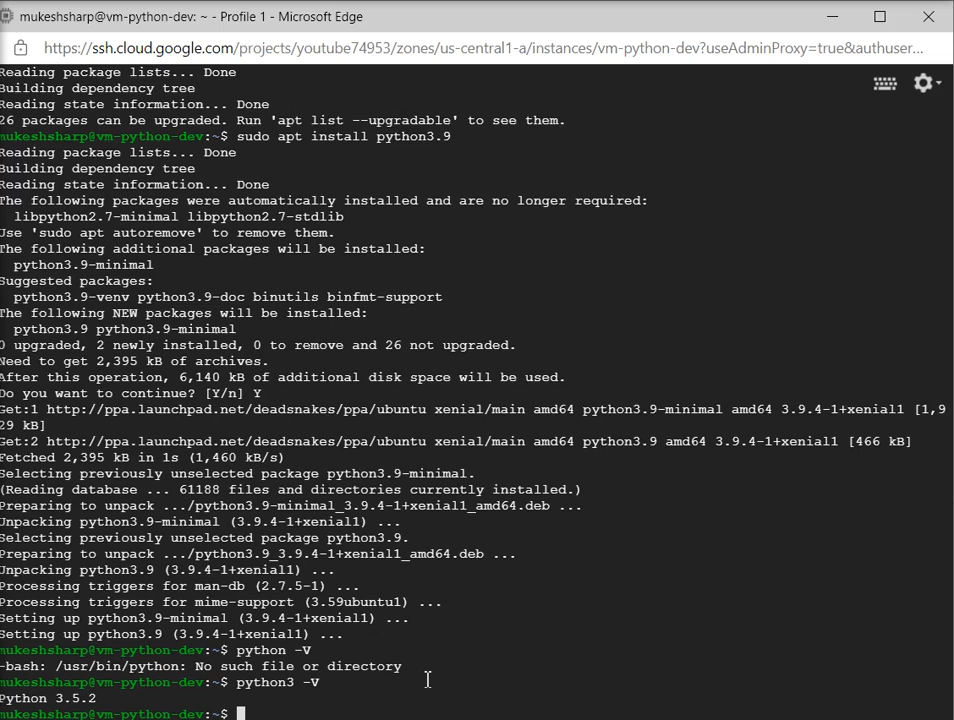 mukeshsharp@vm-python-dev: ~ - Profile 1 - Microsoft Edge
https://ssh.cloud.google.com/projects/youtube74953/zones/us-central1-a/instances/vm-python-dev?useAdminProxy=true&authuser...
Reading package lists... Done
Building dependency tree
Reading state information... Done
26 packages can be upgraded. Run 'apt list --upgradable' to see them.
mukeshsharp@vm-python-dev:~$ sudo apt install python3.9
Reading package lists... Done
Building dependency tree
Reading state information... Done
The following packages were automatically installed and are no longer required:
  libpython2.7-minimal libpython2.7-stdlib
Use 'sudo apt autoremove' to remove them.
The following additional packages will be installed:
  python3.9-minimal
Suggested packages:
  python3.9-venv python3.9-doc binutils binfmt-support
The following NEW packages will be installed:
  python3.9 python3.9-minimal
0 upgraded, 2 newly installed, 0 to remove and 26 not upgraded.
Need to get 2,395 kB of archives.
After this operation, 6,140 kB of additional disk space will be used.
Do you want to continue? [Y/n] Y
Get:1 http://ppa.launchpad.net/deadsnakes/ppa/ubuntu xenial/main amd64 python3.9-minimal amd64 3.9.4-1+xenial1 [1,9
29 kB]
Get:2 http://ppa.launchpad.net/deadsnakes/ppa/ubuntu xenial/main amd64 python3.9 amd64 3.9.4-1+xenial1 [466 kB]
Fetched 2,395 kB in 1s (1,460 kB/s)
Selecting previously unselected package python3.9-minimal.
(Reading database ... 61188 files and directories currently installed.)
Preparing to unpack .../python3.9-minimal_3.9.4-1+xenial1_amd64.deb ...
Unpacking python3.9-minimal (3.9.4-1+xenial1) ...
Selecting previously unselected package python3.9.
Preparing to unpack .../python3.9_3.9.4-1+xenial1_amd64.deb ...
Unpacking python3.9 (3.9.4-1+xenial1) ...
Processing triggers for man-db (2.7.5-1) ...
Processing triggers for mime-support (3.59ubuntu1) ...
Setting up python3.9-minimal (3.9.4-1+xenial1) ...
Setting up python3.9 (3.9.4-1+xenial1) ...
mukeshsharp@vm-python-dev:~$ python -V
-bash: /usr/bin/python: No such file or directory
mukeshsharp@vm-python-dev:~$ python3 -V
Python 3.5.2
mukeshsharp@vm-python-dev:~$